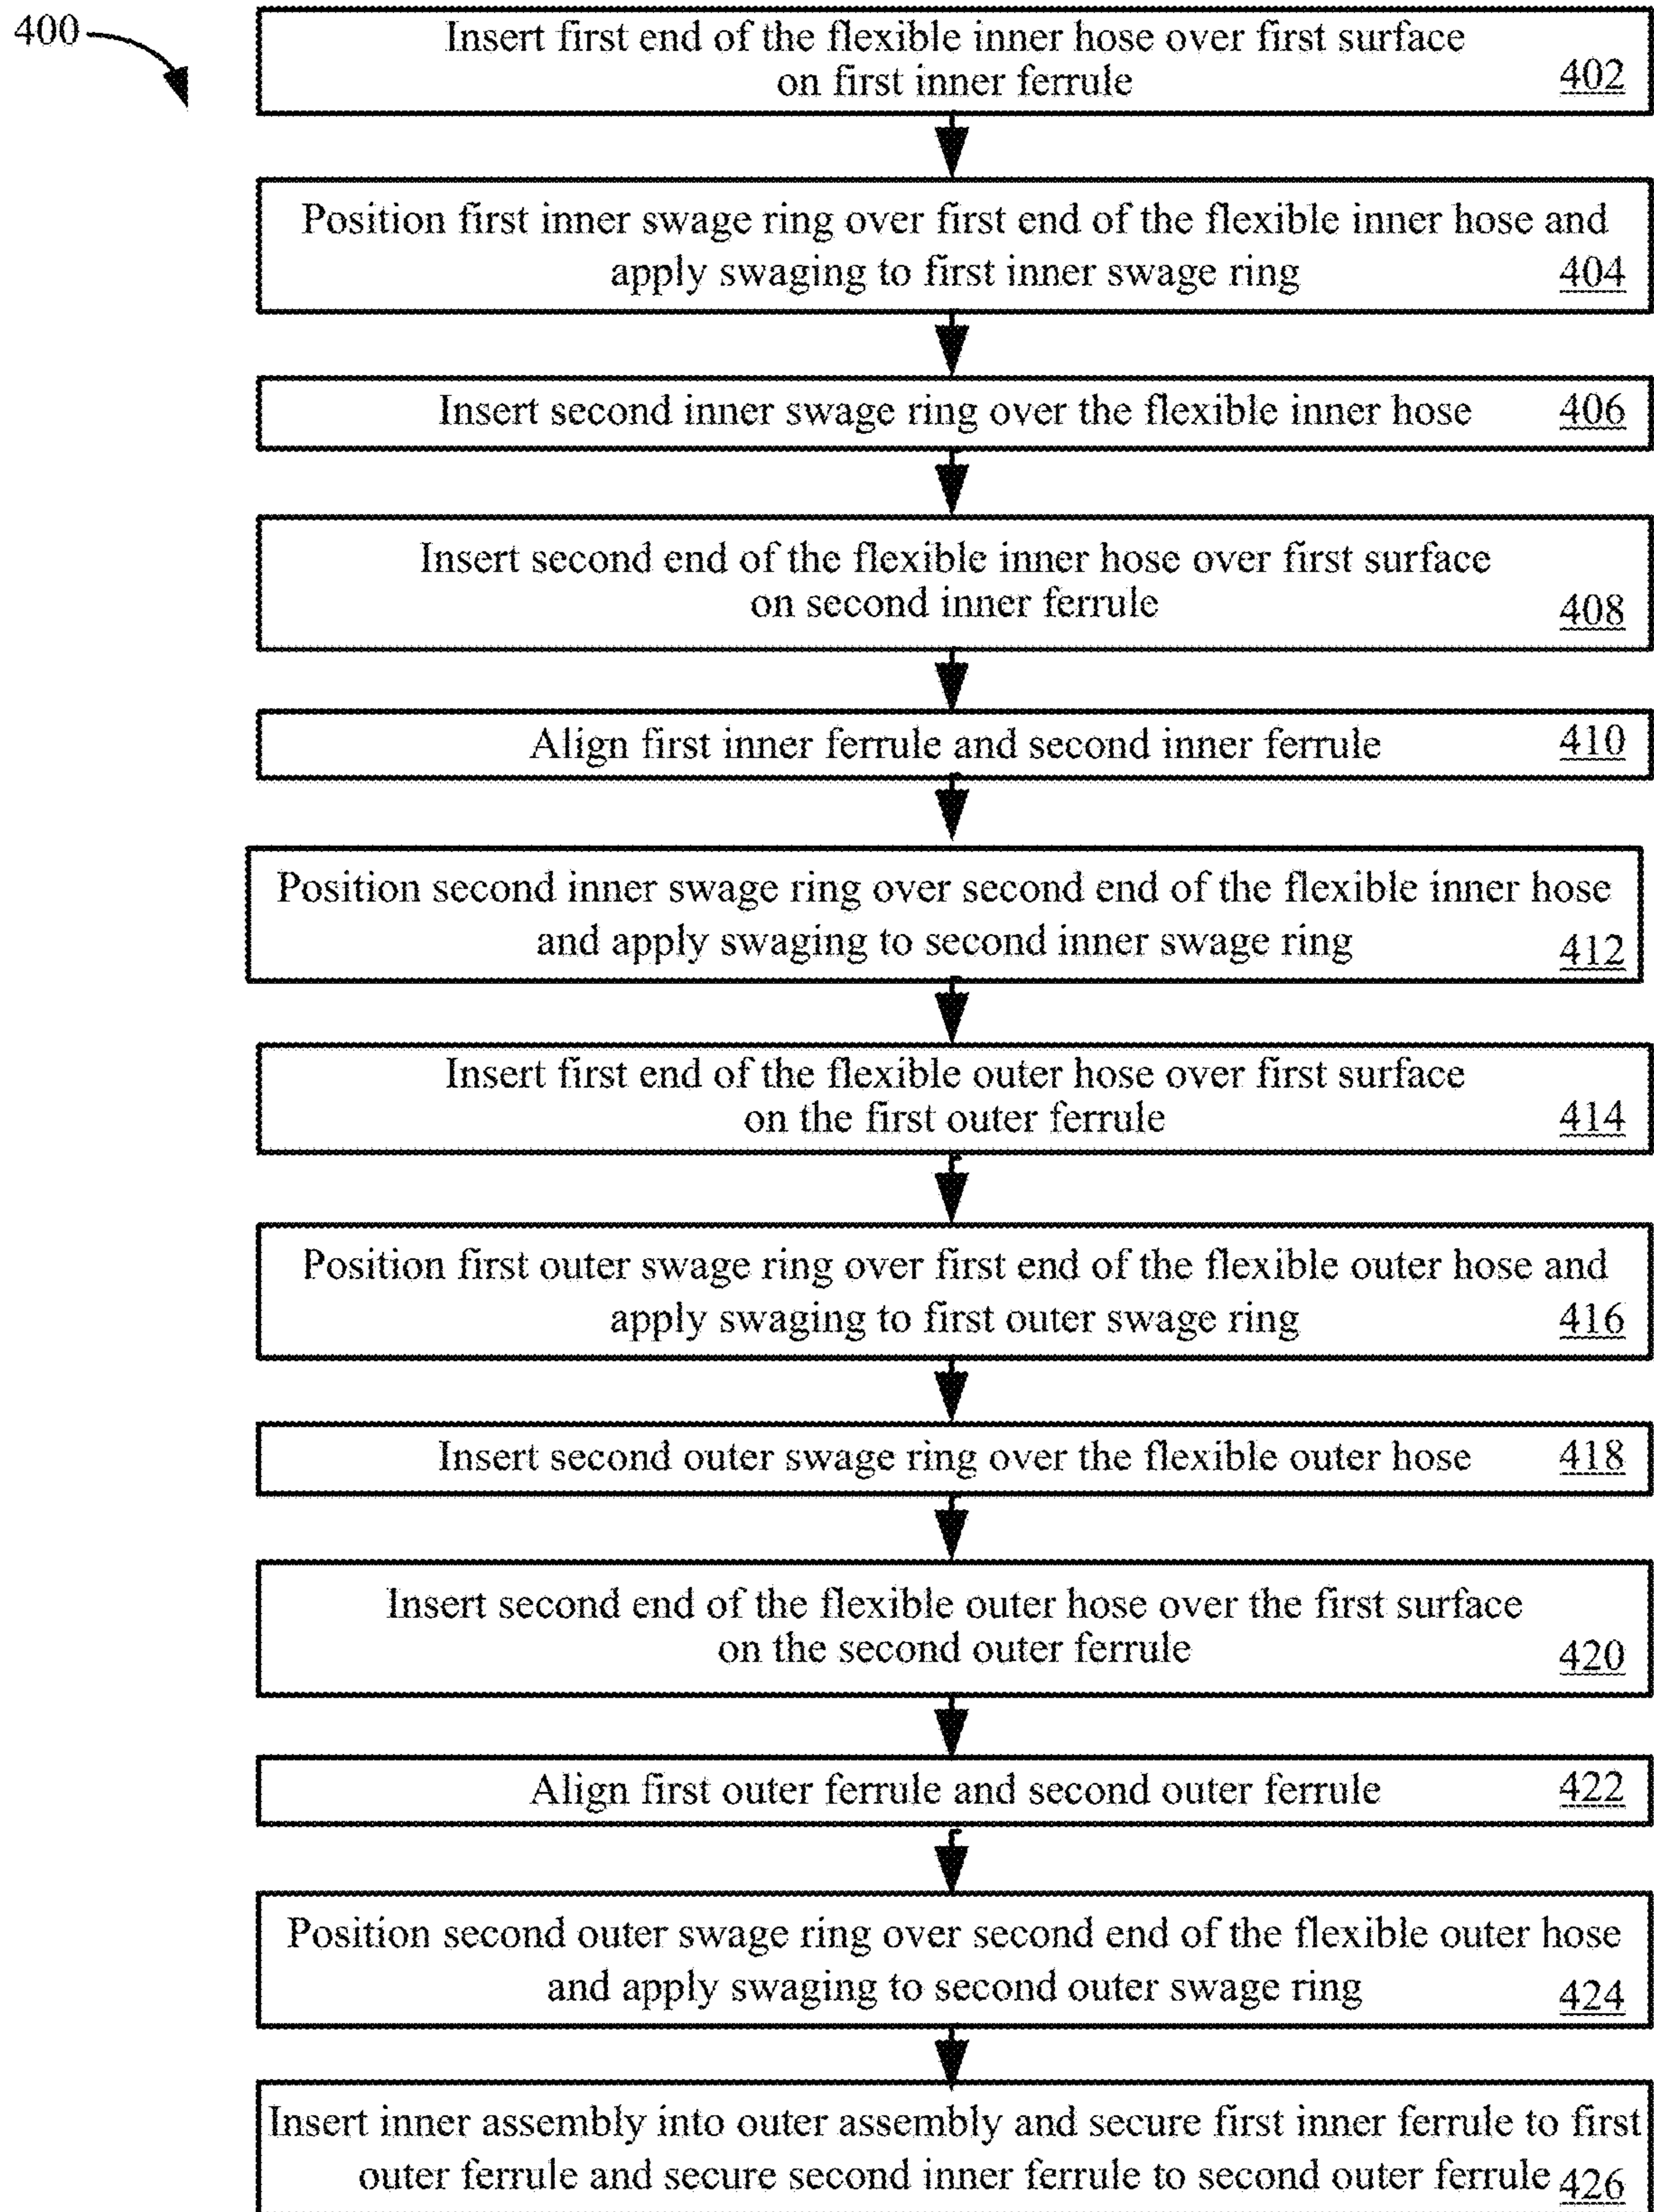 400
Insert first end of the flexible inner hose over first surface
on first inner ferrule 402
Position first inner swage ring over first end of the flexible inner hose and
apply swaging to first inner swage ring 404
Insert second inner swage ring over the flexible inner hose 406
Insert second end of the flexible inner hose over first surface
on second inner ferrule 408
Align first inner ferrule and second inner ferrule 410
Position second inner swage ring over second end of the flexible inner hose
and apply swaging to second inner swage ring 412
Insert first end of the flexible outer hose over first surface
on the first outer ferrule 414
Position first outer swage ring over first end of the flexible outer hose and
apply swaging to first outer swage ring 416
Insert second outer swage ring over the flexible outer hose 418
Insert second end of the flexible outer hose over the first surface
on the second outer ferrule 420
Align first outer ferrule and second outer ferrule 422
Position second outer swage ring over second end of the flexible outer hose
and apply swaging to second outer swage ring 424
Insert inner assembly into outer assembly and secure first inner ferrule to first
outer ferrule and secure second inner ferrule to second outer ferrule 426